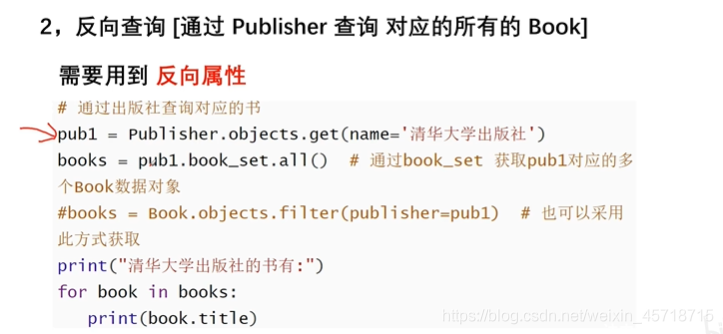 2，反向查询 [通过 Publisher 查询 对应的所有的 Book]
需要用到 反向属性
# 通过出版社查询对应的书
pub1 = Publisher.objects.get(name='清华大学出版社')
books = pub1.book_set.all()  # 通过book_set 获取pub1对应的多
个Book数据对象
#books = Book.objects.filter(publisher=pub1)  # 也可以采用
此方式获取
print("清华大学出版社的书有:")
for book in books:
    print(book.title)
https://blog.csdn.net/weixin_45718715